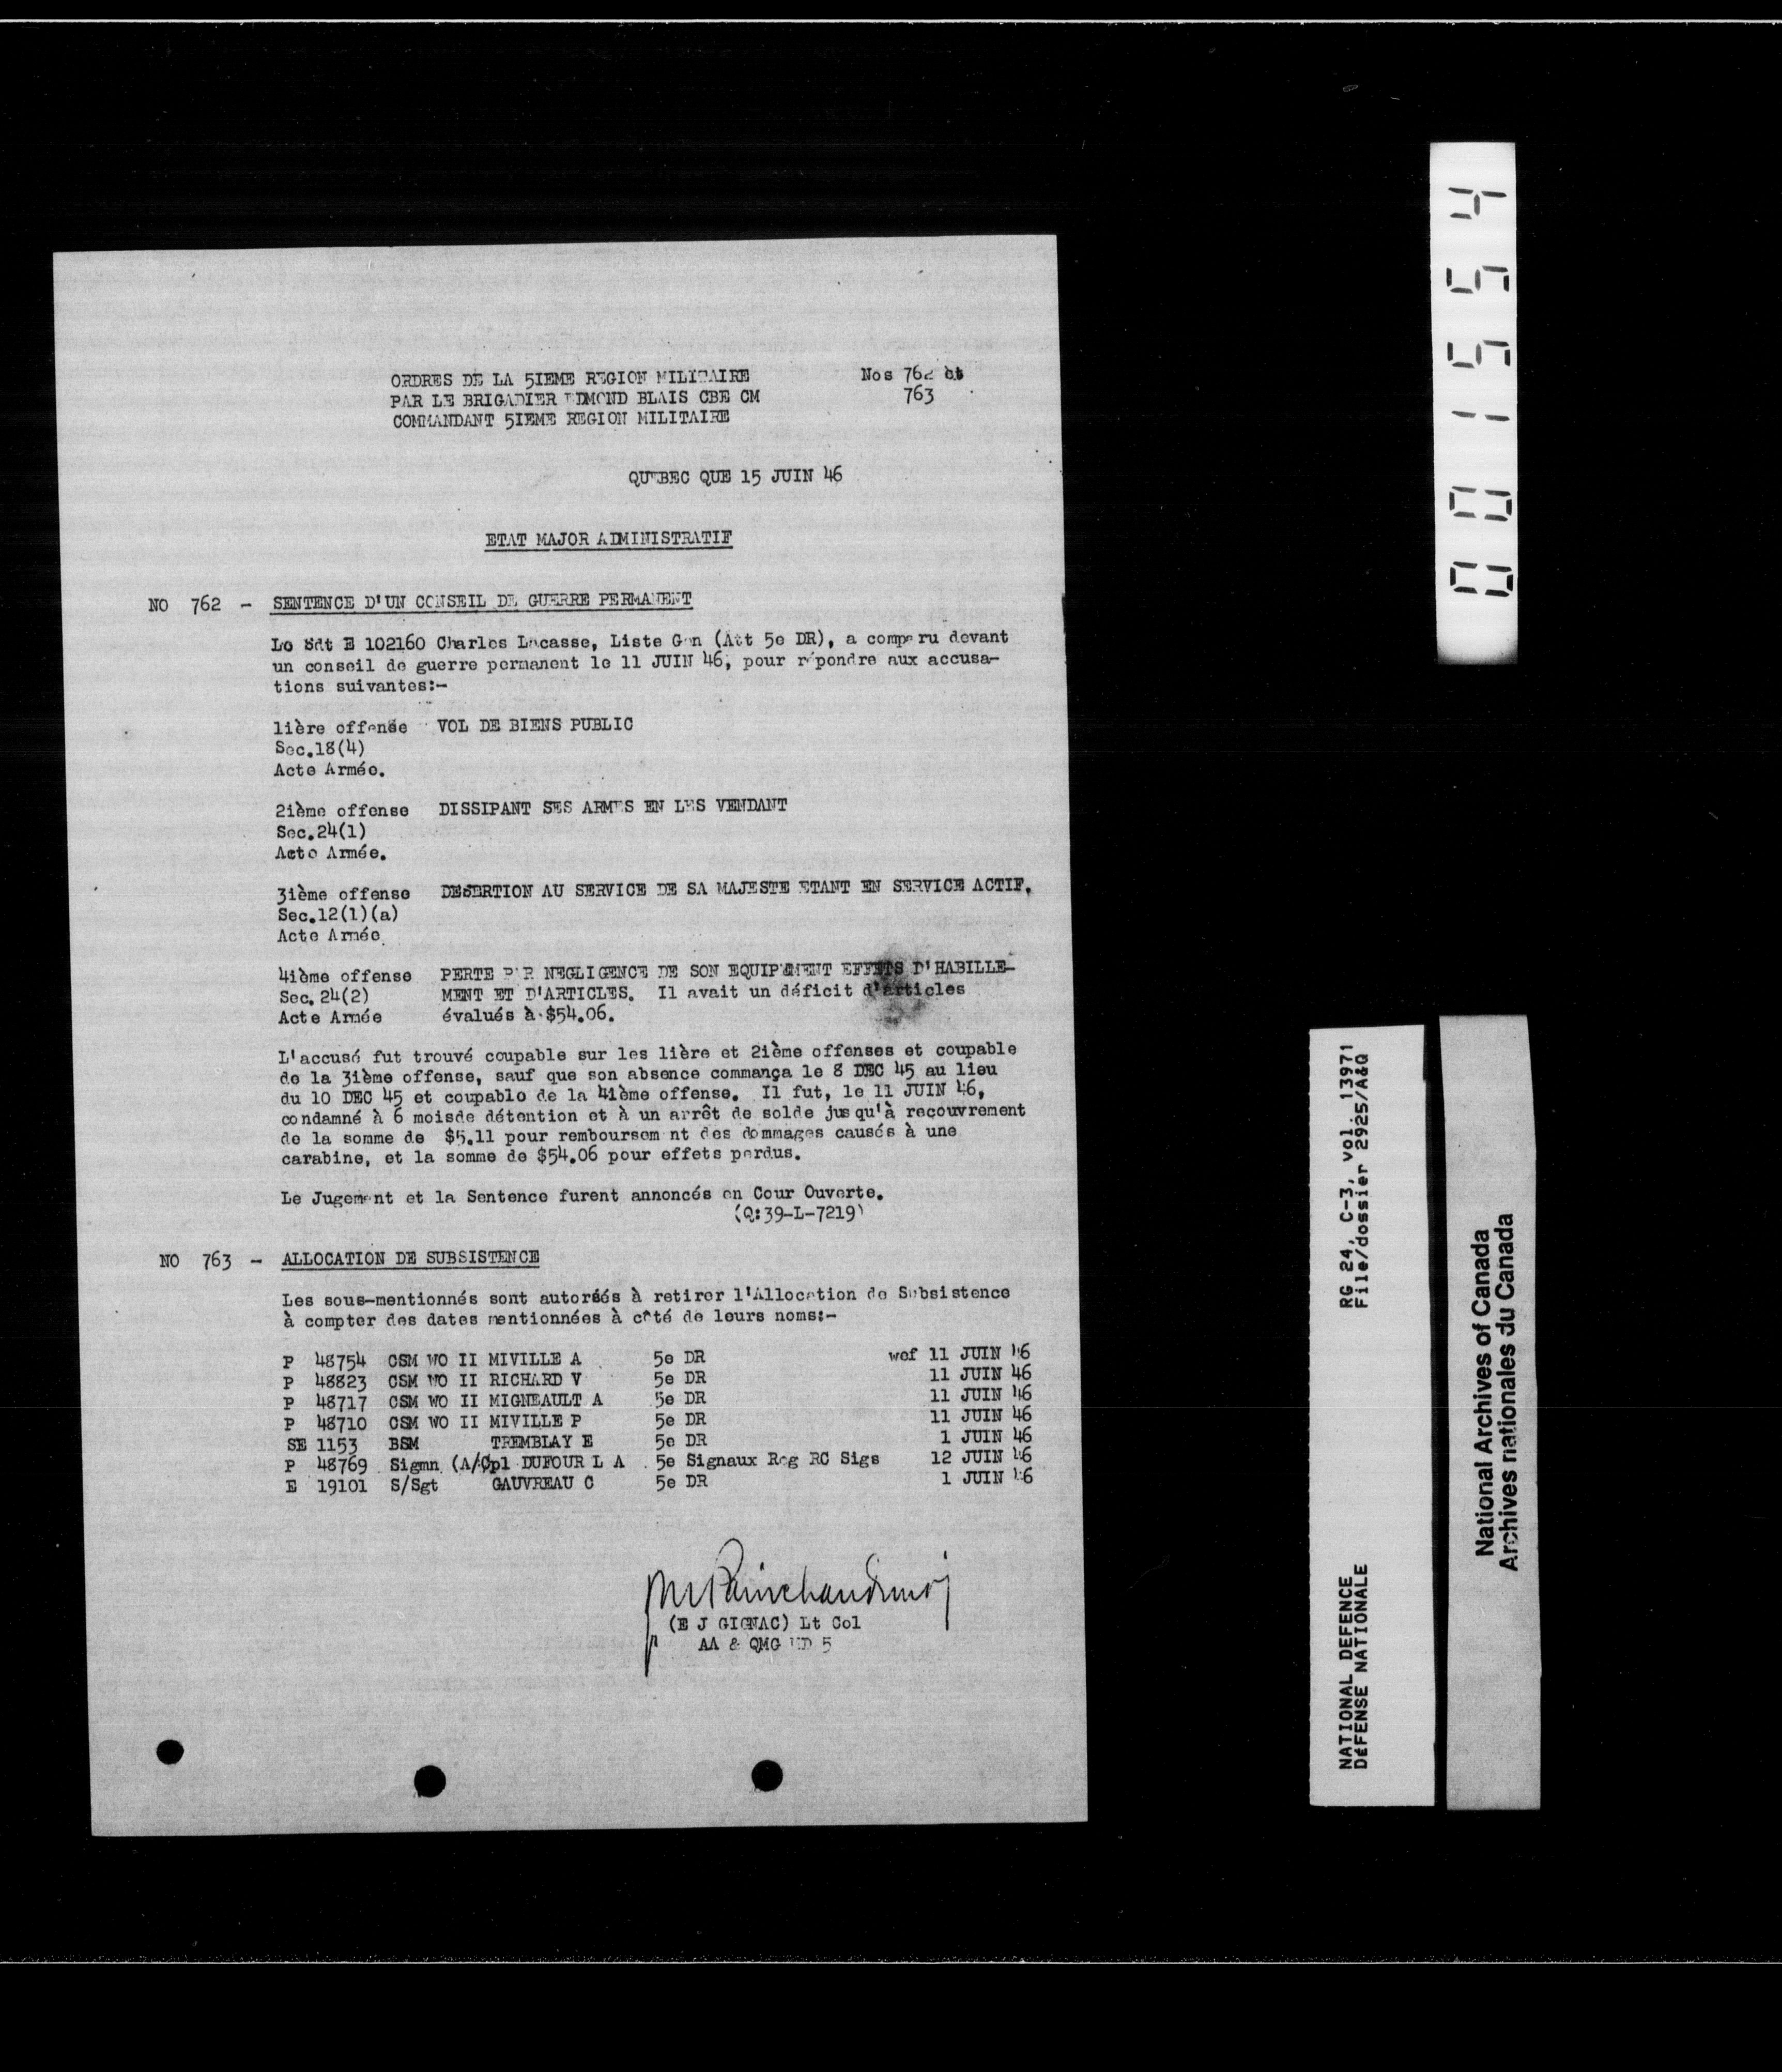 ORDRES DE LA 5IEME REGION MILITAIRE Nos 762 et
PAR LE BRIGADIER EDMOND BLAIS CBE CM 763
COMMANDANT 5IEME REGION MILITAIRE
QUEBEC QUE 15 JUIN 46
ETAT MAJOR ADMINISTRATIF
NO 762 - SENTENCE D'UN CONSEIL DE GUERRE PERMANENT
Le Sdt E 102160 Charles Lacasse, Liste Gen (Att 5e DR), a comparu devant
un conseil de guerre permanent le 11 JUIN 46, pour répondre aux accusa-
tions suivantes:-
1ière offense VOL DE BIENS PUBLIC
Sec.18(4)
Acte Armée.
2ième offense DISSIPANT SES ARMES EN LES VENDANT
Sec.24(1)
Acte Armée.
3ième offense DESERTION AU SERVICE DE SA MAJESTE ETANT EN SERVICE ACTIF.
Sec.12(1)(a)
Acte Armée.
4ième offense PERTE PAR NEGLIGENCE DE SON EQUIPEMENT EFFETS D'HABILLE-
Sec.24(2) MENT ET D'ARTICLES. Il avait un déficit d'articles
Acte Armée évalués à $54.06.
L'accusé fut trouvé coupable sur les 1ière et 2ième offenses et coupable
de la 3ième offense, sauf que son absence commança le 8 DEC 45 au lieu
du 10 DEC 45 et coupable de la 4ième offense. Il fut, le 11 JUIN 46,
condamné à 6 moisde détention et à un arrêt de solde jusqu'à recouvrement
de la somme de $5.11 pour remboursement des dommages causés à une
carabine, et la somme de $54.06 pour effets perdus.
Le Jugement et la Sentence furent annoncés en Cour Ouverte.
(Q:39-L-7219)
NO 763 - ALLOCATION DE SUBSISTENCE
Les sous-mentionnés sont autorsés à retirer l'Allocation de Subsistence
à compter des dates mentionnées à côté de leurs noms:-
P 48754 CSM WO II MIVILLE A 5e DR wef 11 JUIN 46
P 48823 CSM WO II RICHARD V 5e DR 11 JUIN 46
P 48717 CSM WO II MIGNEAULT A 5e DR 11 JUIN 46
P 48710 CSM WO II MIVILLE P 5e DR 11 JUIN 46
SE 1153 BSM TREMBLAY E 5e DR 1 JUIN 46
P 48769 Sigmn (A/Cpl DUFOUR L A 5e Signaux Reg RC Sigs 12 JUIN 46
E 19101 S/Sgt GAUVREAU C 5e DR 1 JUIN 46
(E J GIGNAC) Lt Col
AA & QMG MD 5
001554
RG 24, C-3, vol. 13971
File/dossier 2925/A&Q
NATIONAL DEFENCE
DéFENSE NATIONALE
National Archives of Canada
Archives nationales du Canada